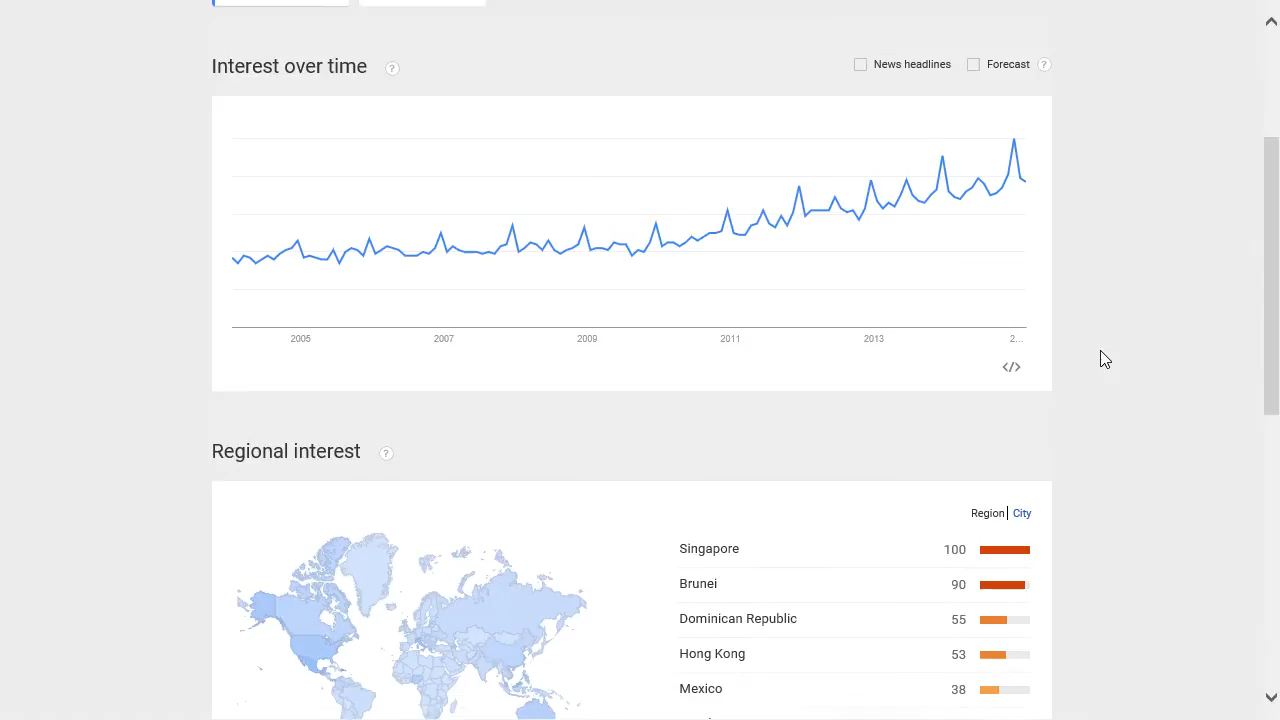 Interest over time ?
News headlines Forecast ?
2005 2007 2009 2011 2013 2...
</>
Regional interest ?
Region City
Singapore 100
Brunei 90
Dominican Republic 55
Hong Kong 53
Mexico 38